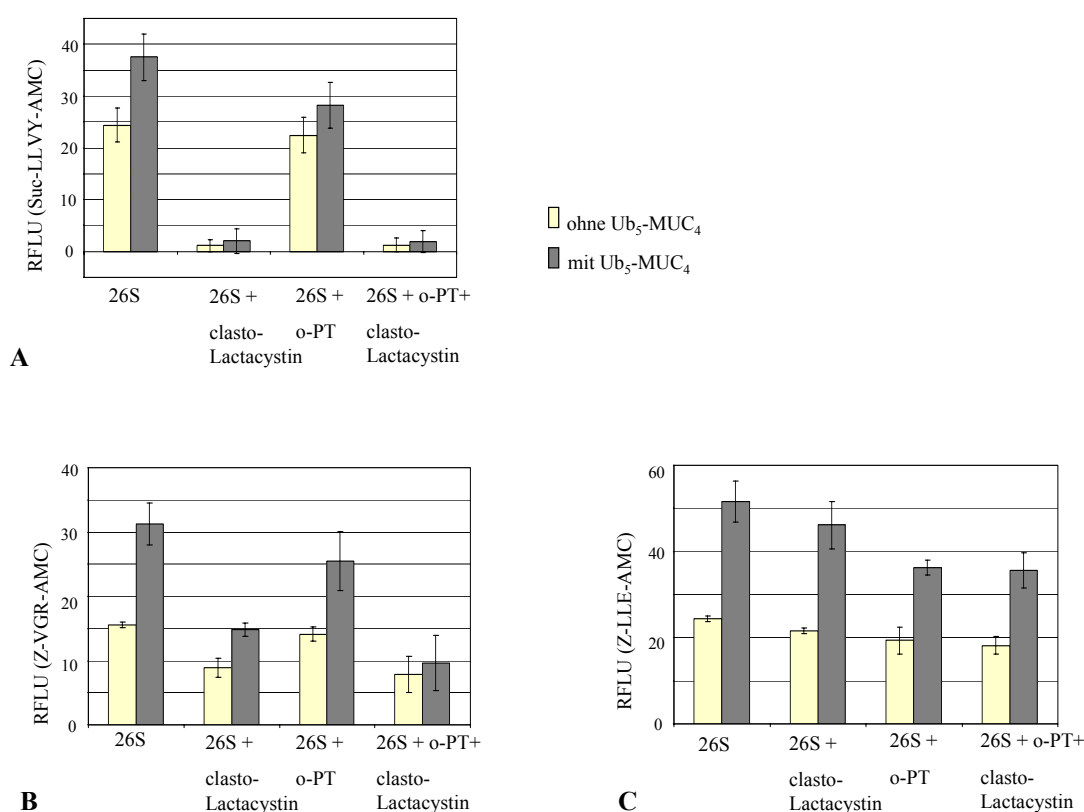 RFLU (Suc-LLVY-AMC)
40
30
20
10
0
26S
26S +
clasto-
Lactacystin
26S +
o-PT
26S + o-PT+
clasto-
Lactacystin
A
ohne Ub₅-MUC₄
mit Ub₅-MUC₄
RFLU (Z-VGR-AMC)
40
30
20
10
0
26S
26S +
clasto-
Lactacystin
26S +
o-PT
26S + o-PT+
clasto-
Lactacystin
B
RFLU (Z-LLE-AMC)
60
40
20
0
26S
26S +
clasto-
Lactacystin
26S +
o-PT
26S + o-PT+
clasto-
Lactacystin
C